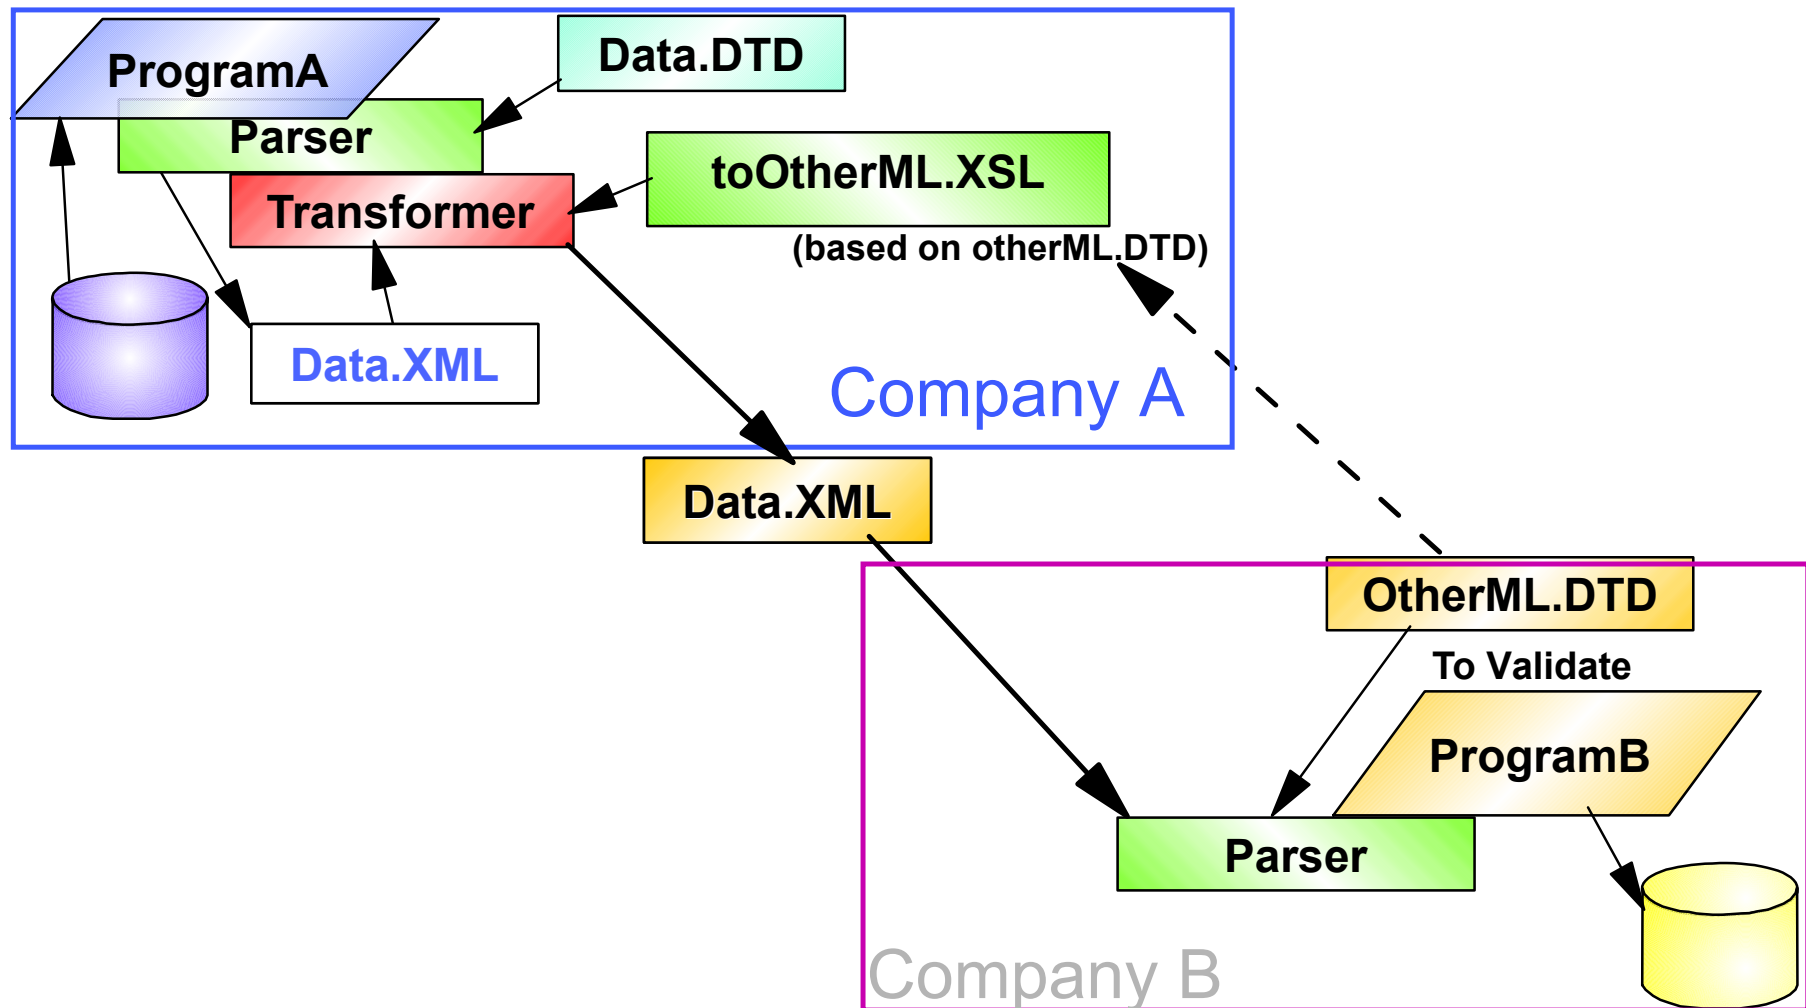 ProgramA
Data.DTD
Parser
toOtherML.XSL
Transformer
(based on otherML.DTD)
Data.XML
Company A
Data.XML
OtherML.DTD
To Validate
ProgramB
Parser
Company B